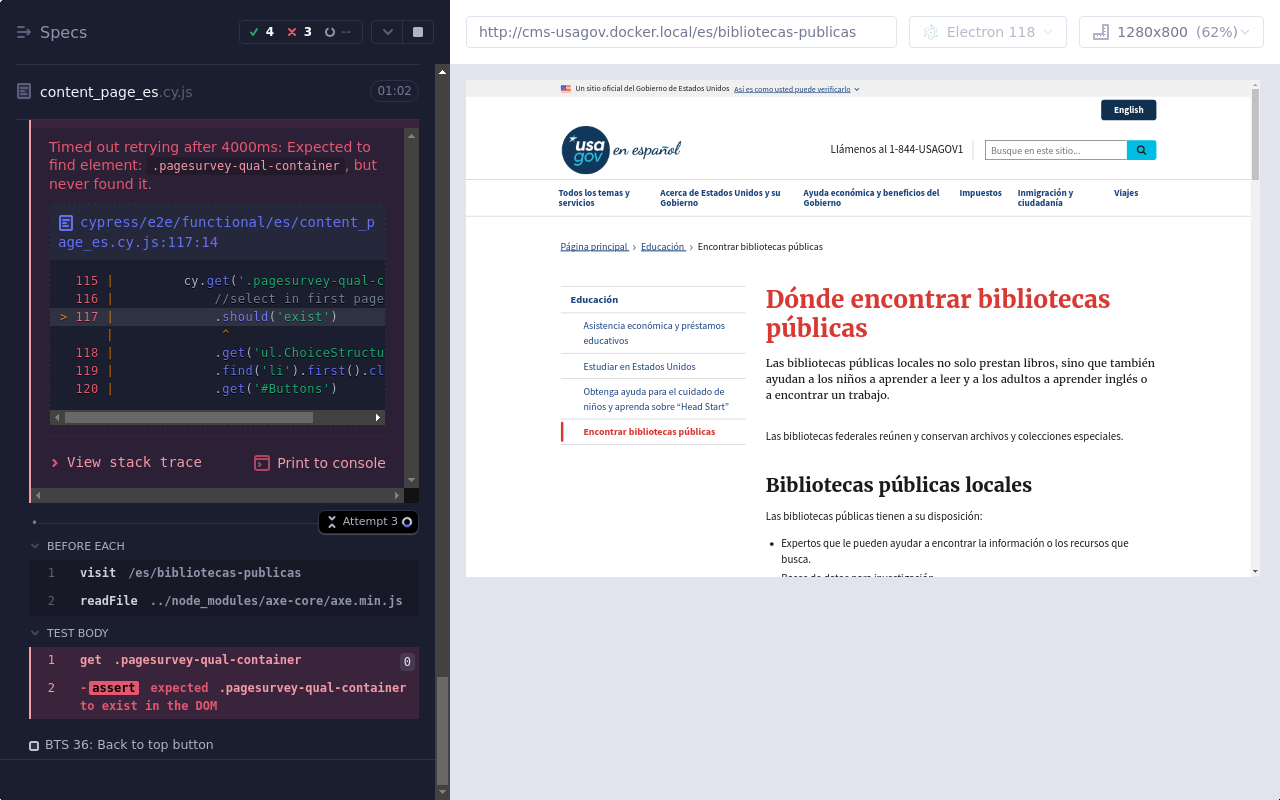 Specs
4
3
--
content_page_es.cy.js
01:02
Timed out retrying after 4000ms: Expected to
find element: .pagesurvey-qual-container, but
never found it.
cypress/e2e/functional/es/content_p
age_es.cy.js:117:14
115 | cy.get('.pagesurvey-qual-c
116 | //select in first page
> 117 | .should('exist')
| ^
118 | .get('ul.ChoiceStructu
119 | .find('li').first().cl
120 | .get('#Buttons')
View stack trace
Print to console
Attempt 3
BEFORE EACH
1 visit /es/bibliotecas-publicas
2 readFile ../node_modules/axe-core/axe.min.js
TEST BODY
1 get .pagesurvey-qual-container 0
2 -assert expected .pagesurvey-qual-container
to exist in the DOM
BTS 36: Back to top button
http://cms-usagov.docker.local/es/bibliotecas-publicas
Electron 118
1280x800 (62%)
Un sitio oficial del Gobierno de Estados Unidos Así es como usted puede verificarlo
English
usa
gov
en español
Llámenos al 1-844-USAGOV1
Busque en este sitio...
Todos los temas y
servicios
Acerca de Estados Unidos y su
Gobierno
Ayuda económica y beneficios del
Gobierno
Impuestos
Inmigración y
ciudadanía
Viajes
Página principal › Educación › Encontrar bibliotecas públicas
Educación
Asistencia económica y préstamos
educativos
Estudiar en Estados Unidos
Obtenga ayuda para el cuidado de
niños y aprenda sobre “Head Start”
Encontrar bibliotecas públicas
Dónde encontrar bibliotecas
públicas
Las bibliotecas públicas locales no solo prestan libros, sino que también
ayudan a los niños a aprender a leer y a los adultos a aprender inglés o
a encontrar un trabajo.
Las bibliotecas federales reúnen y conservan archivos y colecciones especiales.
Bibliotecas públicas locales
Las bibliotecas públicas tienen a su disposición:
• Expertos que le pueden ayudar a encontrar la información o los recursos que
busca.